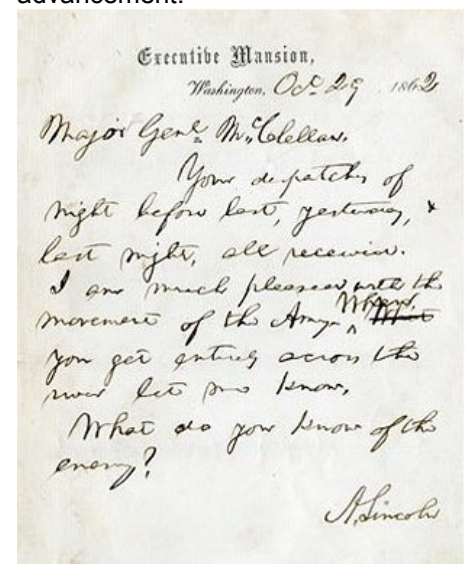 advancement.
Executive Mansion,
Washington, Oct 29, 1862
Major Genl. McClellan.
Your despatches of
night before last, yesterday, &
last night, all received.
I am much pleased with the
movement of the Army. When
you get entirely across the
river let me know.
What do you know of the
enemy?
A. Lincoln